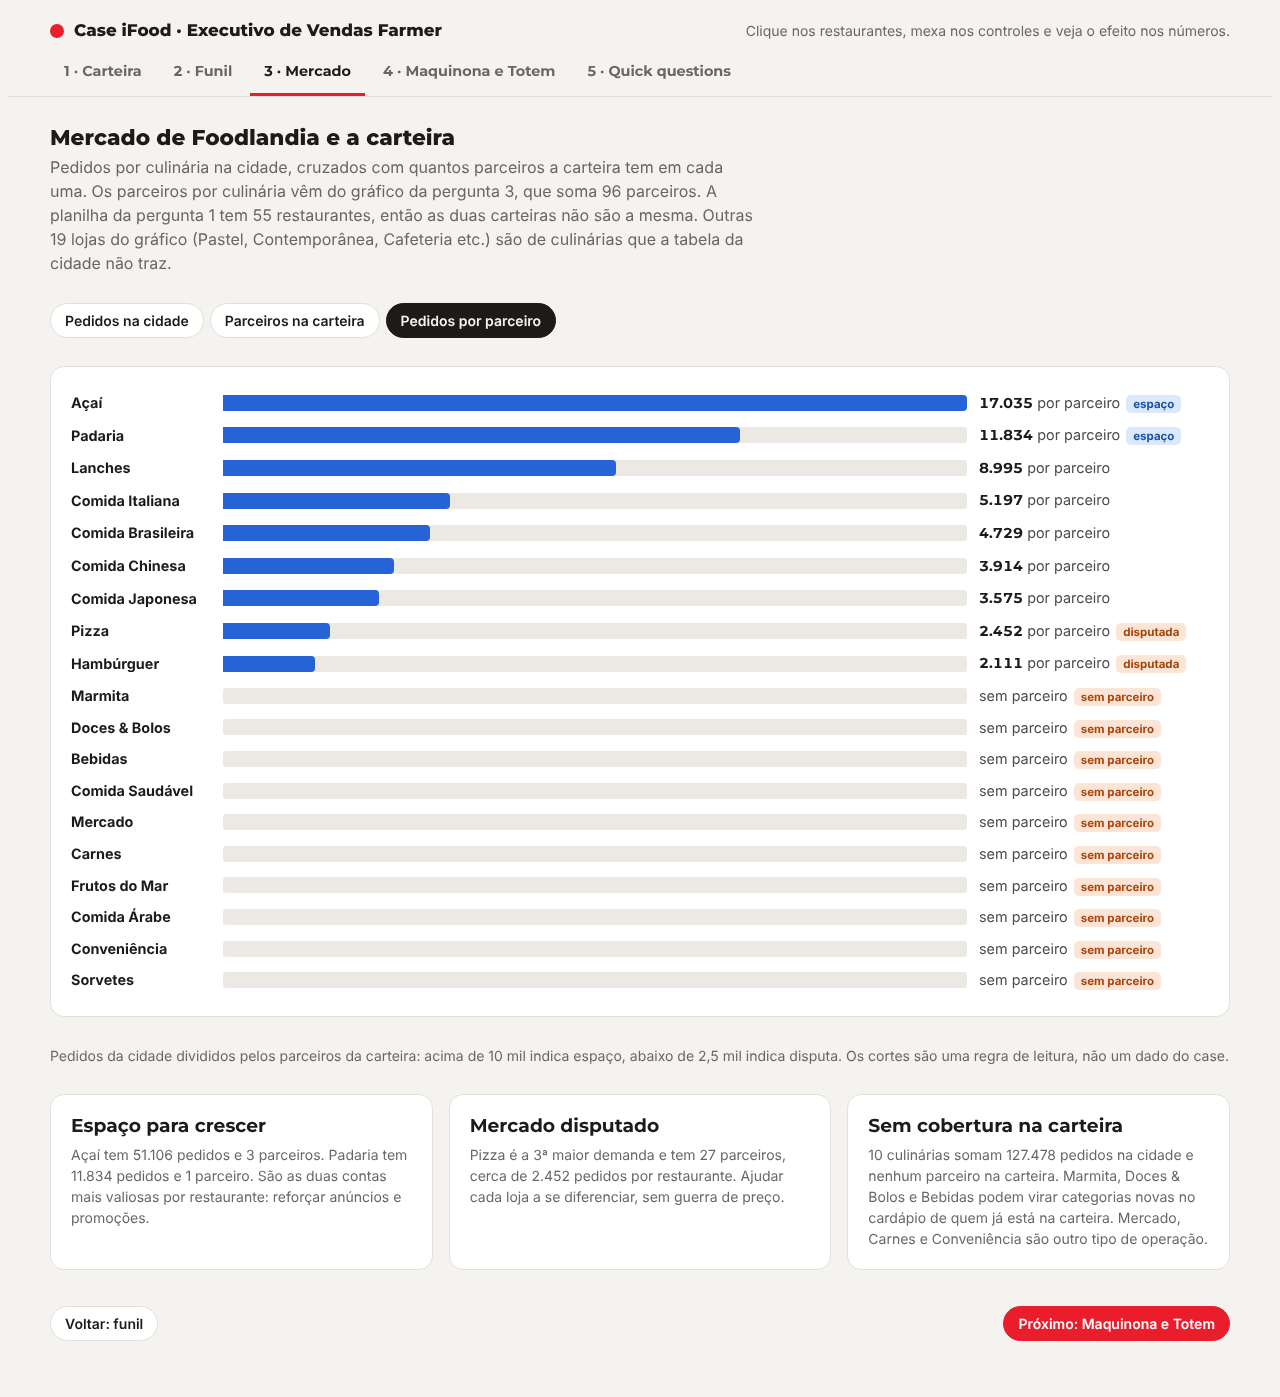 Case iFood · Executivo de Vendas Farmer
Clique nos restaurantes, mexa nos controles e veja o efeito nos números.
1 · Carteira
2 · Funil
3 · Mercado
4 · Maquinona e Totem
5 · Quick questions
Mercado de Foodlandia e a carteira
Pedidos por culinária na cidade, cruzados com quantos parceiros a carteira tem em cada
uma. Os parceiros por culinária vêm do gráfico da pergunta 3, que soma 96 parceiros. A
planilha da pergunta 1 tem 55 restaurantes, então as duas carteiras não são a mesma. Outras
19 lojas do gráfico (Pastel, Contemporânea, Cafeteria etc.) são de culinárias que a tabela da
cidade não traz.
Pedidos na cidade
Parceiros na carteira
Pedidos por parceiro
Açaí 17.035 por parceiro espaço
Padaria 11.834 por parceiro espaço
Lanches 8.995 por parceiro
Comida Italiana 5.197 por parceiro
Comida Brasileira 4.729 por parceiro
Comida Chinesa 3.914 por parceiro
Comida Japonesa 3.575 por parceiro
Pizza 2.452 por parceiro disputada
Hambúrguer 2.111 por parceiro disputada
Marmita sem parceiro sem parceiro
Doces & Bolos sem parceiro sem parceiro
Bebidas sem parceiro sem parceiro
Comida Saudável sem parceiro sem parceiro
Mercado sem parceiro sem parceiro
Carnes sem parceiro sem parceiro
Frutos do Mar sem parceiro sem parceiro
Comida Árabe sem parceiro sem parceiro
Conveniência sem parceiro sem parceiro
Sorvetes sem parceiro sem parceiro
Pedidos da cidade divididos pelos parceiros da carteira: acima de 10 mil indica espaço, abaixo de 2,5 mil indica disputa. Os cortes são uma regra de leitura, não um dado do case.
Espaço para crescer
Açaí tem 51.106 pedidos e 3 parceiros. Padaria tem
11.834 pedidos e 1 parceiro. São as duas contas
mais valiosas por restaurante: reforçar anúncios e
promoções.
Mercado disputado
Pizza é a 3ª maior demanda e tem 27 parceiros,
cerca de 2.452 pedidos por restaurante. Ajudar
cada loja a se diferenciar, sem guerra de preço.
Sem cobertura na carteira
10 culinárias somam 127.478 pedidos na cidade e
nenhum parceiro na carteira. Marmita, Doces &
Bolos e Bebidas podem virar categorias novas no
cardápio de quem já está na carteira. Mercado,
Carnes e Conveniência são outro tipo de operação.
Voltar: funil
Próximo: Maquinona e Totem